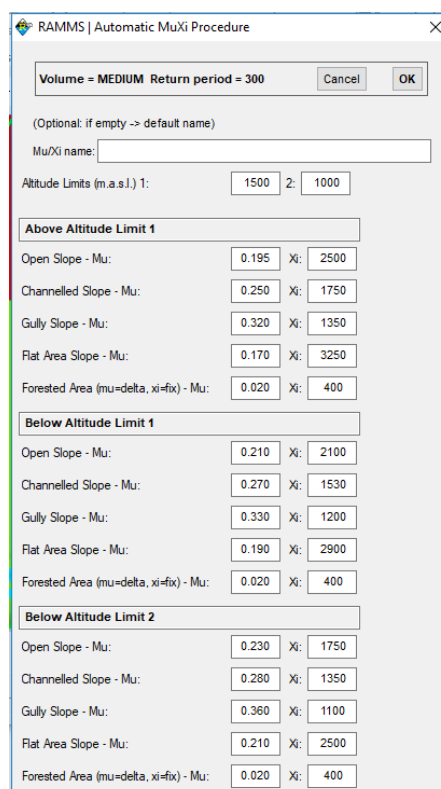 RAMMS | Automatic MuXi Procedure
Volume = MEDIUM Return period = 300 Cancel OK
(Optional: if empty -> default name)
Mu/Xi name:
Altitude Limits (m.a.s.l.) 1: 1500 2: 1000
Above Altitude Limit 1
Open Slope - Mu: 0.195 Xi: 2500
Channelled Slope - Mu: 0.250 Xi: 1750
Gully Slope - Mu: 0.320 Xi: 1350
Flat Area Slope - Mu: 0.170 Xi: 3250
Forested Area (mu=delta, xi=fix) - Mu: 0.020 Xi: 400
Below Altitude Limit 1
Open Slope - Mu: 0.210 Xi: 2100
Channelled Slope - Mu: 0.270 Xi: 1530
Gully Slope - Mu: 0.330 Xi: 1200
Flat Area Slope - Mu: 0.190 Xi: 2900
Forested Area (mu=delta, xi=fix) - Mu: 0.020 Xi: 400
Below Altitude Limit 2
Open Slope - Mu: 0.230 Xi: 1750
Channelled Slope - Mu: 0.280 Xi: 1350
Gully Slope - Mu: 0.360 Xi: 1100
Flat Area Slope - Mu: 0.210 Xi: 2500
Forested Area (mu=delta, xi=fix) - Mu: 0.020 Xi: 400